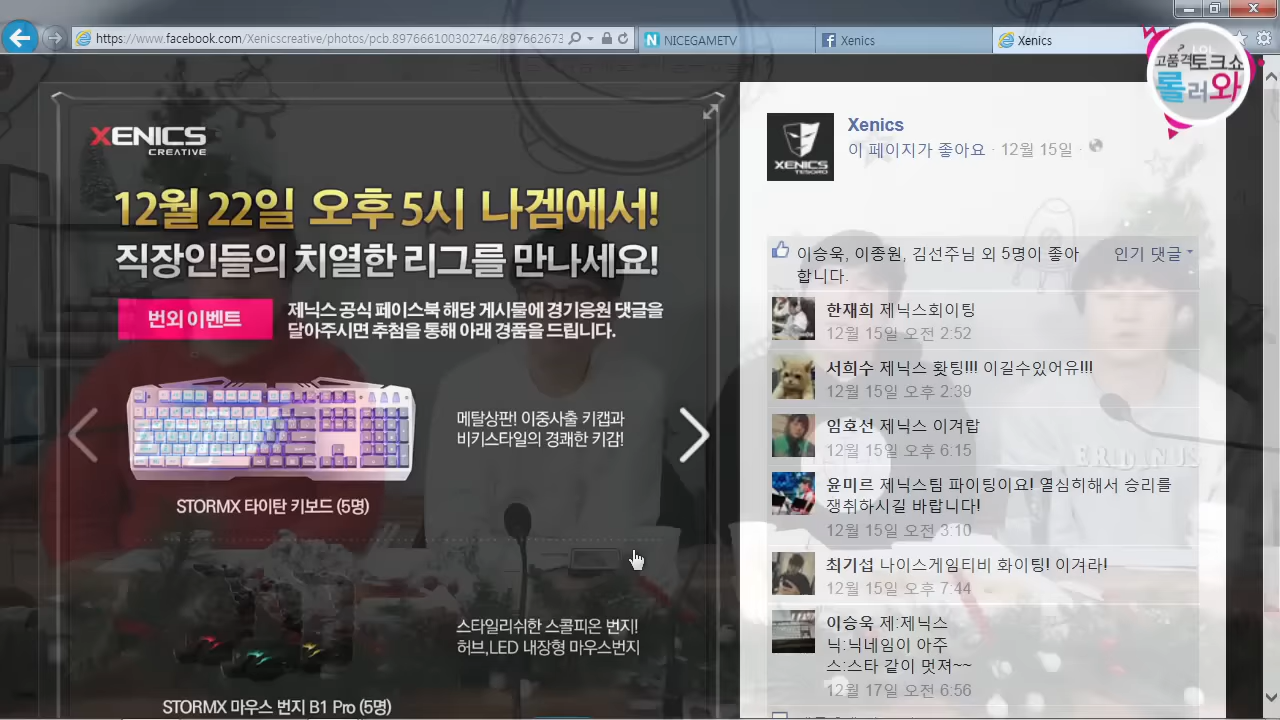 https://www.facebook.com/Xenicscreative/photos/pcb.
NICEGAMETV
Xenics
Xenics
고품격토크쇼
롤러와
XENICS
CREATIVE
12월 22일 오후 5시 나겜에서!
직장인들의 치열한 리그를 만나세요!
번외 이벤트
제닉스 공식 페이스북 해당 게시물에 경기응원 댓글을
달아주시면 추첨을 통해 아래 경품을 드립니다.
메탈상판! 이중사출 키캡과
비키스타일의 경쾌한 키감!
STORMX 타이탄 키보드 (5명)
스타일리쉬한 스콜피온 번지!
허브,LED 내장형 마우스번지
STORMX 마우스 번지 B1 Pro (5명)
XENICS
TESORO
Xenics
이 페이지가 좋아요 · 12월 15일 ·
이승욱, 이종원, 김선주님 외 5명이 좋아
합니다.
인기 댓글
한재희 제닉스회이팅
12월 15일 오전 2:52
서희수 제닉스 홧팅!!! 이길수있어유!!!
12월 15일 오후 2:39
임호선 제닉스 이겨랍
12월 15일 오후 6:15
윤미르 제닉스팀 파이팅이요! 열심히해서 승리를
쟁취하시길 바랍니다!
12월 15일 오전 3:10
최기섭 나이스게임티비 화이팅! 이겨라!
12월 15일 오후 7:44
이승욱 제:제닉스
닉:닉네임이 아주
스:스타 같이 멋져~~
12월 17일 오전 6:56